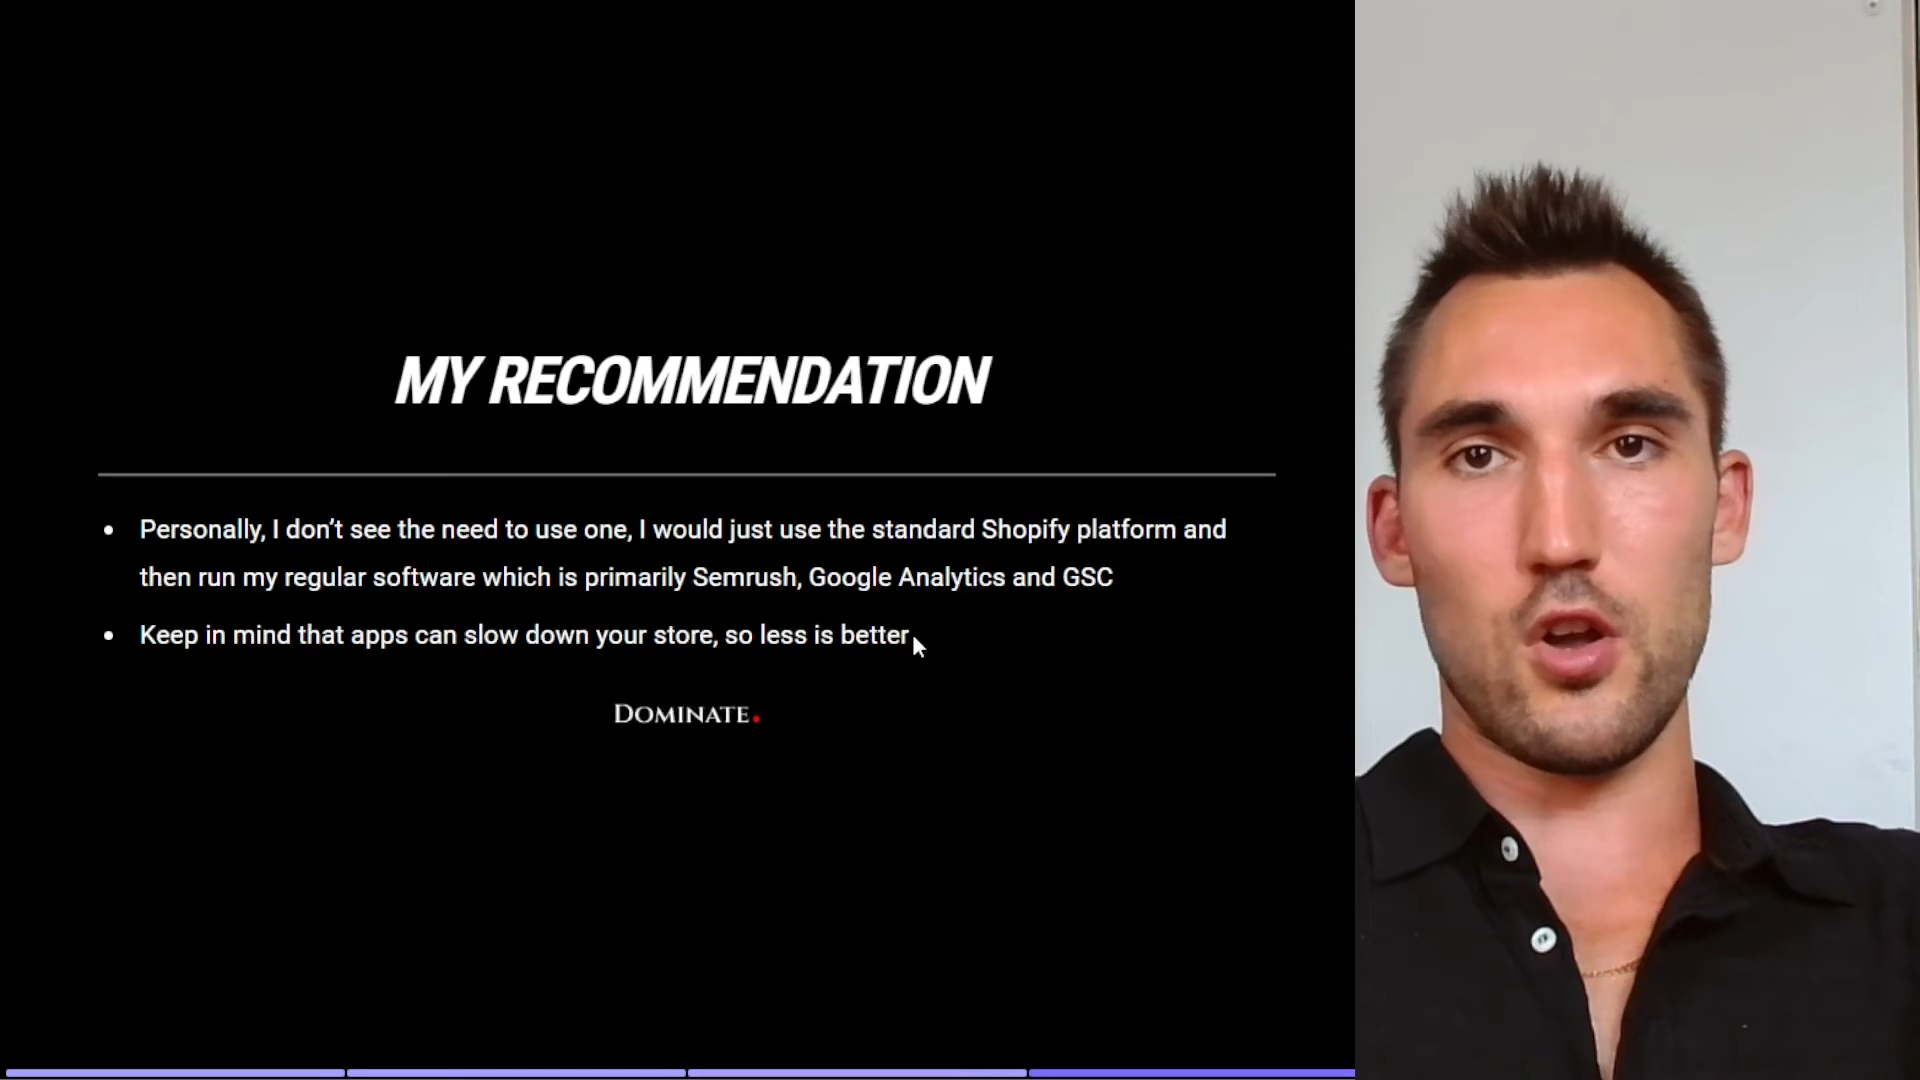 MY RECOMMENDATION
Personally, I don’t see the need to use one, I would just use the standard Shopify platform and
then run my regular software which is primarily Semrush, Google Analytics and GSC
Keep in mind that apps can slow down your store, so less is better
DOMINATE.